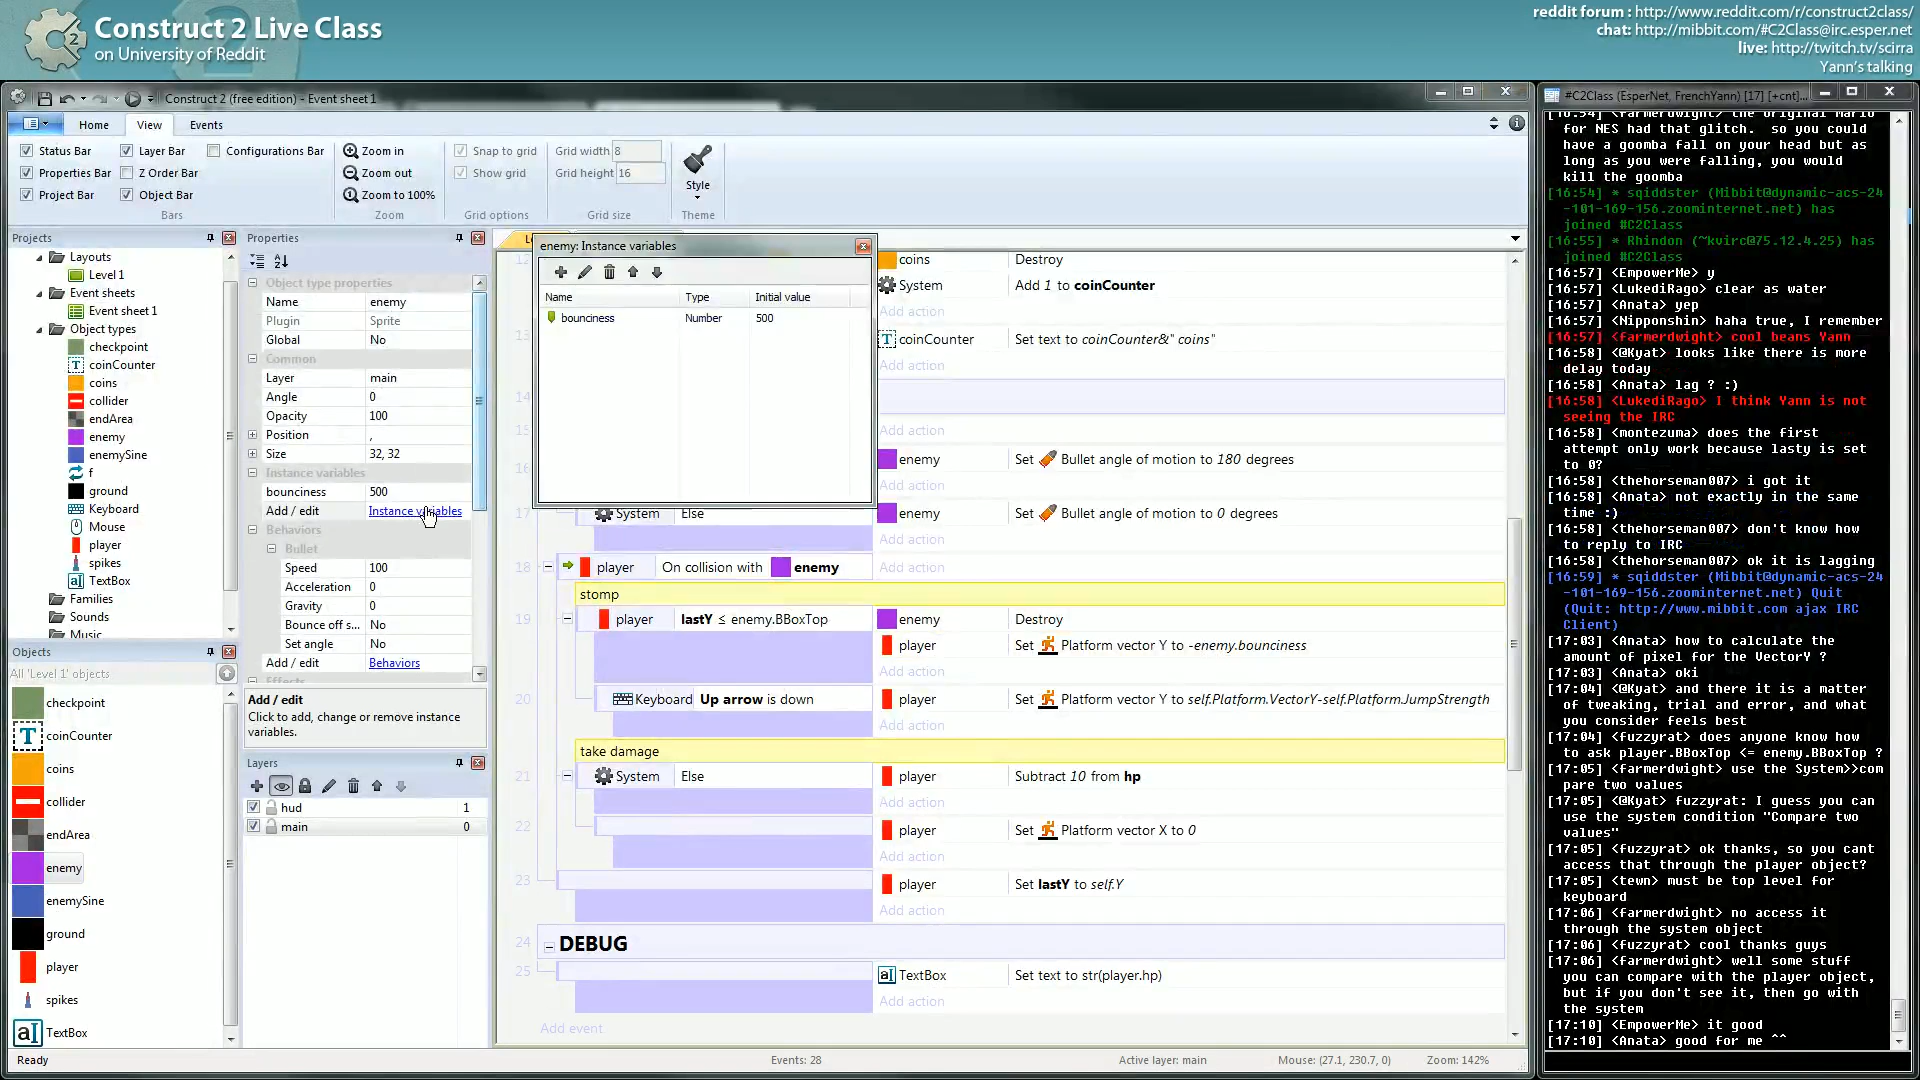 Construct 2 Live Class
on University of Reddit
reddit forum : http://www.reddit.com/r/construct2class/
chat: http://mibbit.com/#C2Class@irc.esper.net
live: http://twitch.tv/scirra
Yann's talking
Construct 2 (free edition) - Event sheet 1
Home View Events
Status Bar Layer Bar Configurations Bar
Properties Bar Z Order Bar
Project Bar Object Bar
Bars
Zoom in
Zoom out
Zoom to 100%
Zoom
Snap to grid
Show grid
Grid options
Grid width 8
Grid height 16
Grid size
Style
Theme
Projects
Layouts
Level 1
Event sheets
Event sheet 1
Object types
checkpoint
coinCounter
coins
collider
endArea
enemy
enemySine
f
ground
Keyboard
Mouse
player
spikes
TextBox
Families
Sounds
Music
Objects
All 'Level 1' objects
checkpoint
coinCounter
coins
collider
endArea
enemy
enemySine
ground
player
spikes
TextBox
Properties
Object type properties
Name enemy
Plugin Sprite
Global No
Common
Layer main
Angle 0
Opacity 100
Position ,
Size 32, 32
Instance variables
bounciness 500
Add / edit Instance variables
Behaviors
Bullet
Speed 100
Acceleration 0
Gravity 0
Bounce off s... No
Set angle No
Add / edit Behaviors
Effects
Add / edit
Click to add, change or remove instance
variables.
Layers
hud 1
main 0
enemy: Instance variables
Name Type Initial value
bounciness Number 500
12 coins Destroy
System Add 1 to coinCounter
Add action
13 coinCounter Set text to coinCounter&" coins"
Add action
14
15 Add action
16 enemy Set Bullet angle of motion to 180 degrees
Add action
17 System Else enemy Set Bullet angle of motion to 0 degrees
Add action
18 player On collision with enemy Add action
stomp
19 player lastY ≤ enemy.BBoxTop enemy Destroy
player Set Platform vector Y to -enemy.bounciness
Add action
20 Keyboard Up arrow is down player Set Platform vector Y to self.Platform.VectorY-self.Platform.JumpStrength
Add action
take damage
21 System Else player Subtract 10 from hp
Add action
22 player Set Platform vector X to 0
Add action
23 player Set lastY to self.Y
Add action
24 DEBUG
25 TextBox Set text to str(player.hp)
Add action
Add event
Ready Events: 28 Active layer: main Mouse: (27.1, 230.7, 0) Zoom: 142%
#C2Class (EsperNet, FrenchYann) [17] [+cnt]...
[16:54] <farmerdwight> the original Mario
for NES had that glitch. so you could
have a goomba fall on your head but as
long as you were falling, you would
kill the goomba
[16:54] * sqiddster (Mibbit@dynamic-acs-24
-101-169-156.zoominternet.net) has
joined #C2Class
[16:55] * Rhindon (~kvirc@75.12.4.25) has
joined #C2Class
[16:57] <EmpowerMe> y
[16:57] <LukediRago> clear as water
[16:57] <Anata> yep
[16:57] <Nipponshin> haha true, I remember
[16:57] <farmerdwight> cool beans Yann
[16:58] <@Kyat> looks like there is more
delay today
[16:58] <Anata> lag ? :)
[16:58] <LukediRago> I think Yann is not
seeing the IRC
[16:58] <montezuma> does the first
attempt only work because lasty is set
to 0?
[16:58] <thehorseman007> i got it
[16:58] <Anata> not exactly in the same
time :)
[16:58] <thehorseman007> don't know how
to reply to IRC
[16:58] <thehorseman007> ok it is lagging
[16:59] * sqiddster (Mibbit@dynamic-acs-24
-101-169-156.zoominternet.net) Quit
(Quit: http://www.mibbit.com ajax IRC
Client)
[17:03] <Anata> how to calculate the
amount of pixel for the VectorY ?
[17:03] <Anata> oki
[17:04] <@Kyat> and there it is a matter
of tweaking, trial and error, and what
you consider feels best
[17:04] <fuzzyrat> does anyone know how
to ask player.BBoxTop <= enemy.BBoxTop ?
[17:05] <farmerdwight> use the System>>com
pare two values
[17:05] <@Kyat> fuzzyrat: I guess you can
use the system condition "Compare two
values"
[17:05] <fuzzyrat> ok thanks, so you cant
access that through the player object?
[17:05] <tewn> must be top level for
keyboard
[17:06] <farmerdwight> no access it
through the system object
[17:06] <fuzzyrat> cool thanks guys
[17:06] <farmerdwight> well some stuff
you can compare with the player object,
but if you don't see it, then go with
the system
[17:10] <EmpowerMe> it good
[17:10] <Anata> good for me ^^